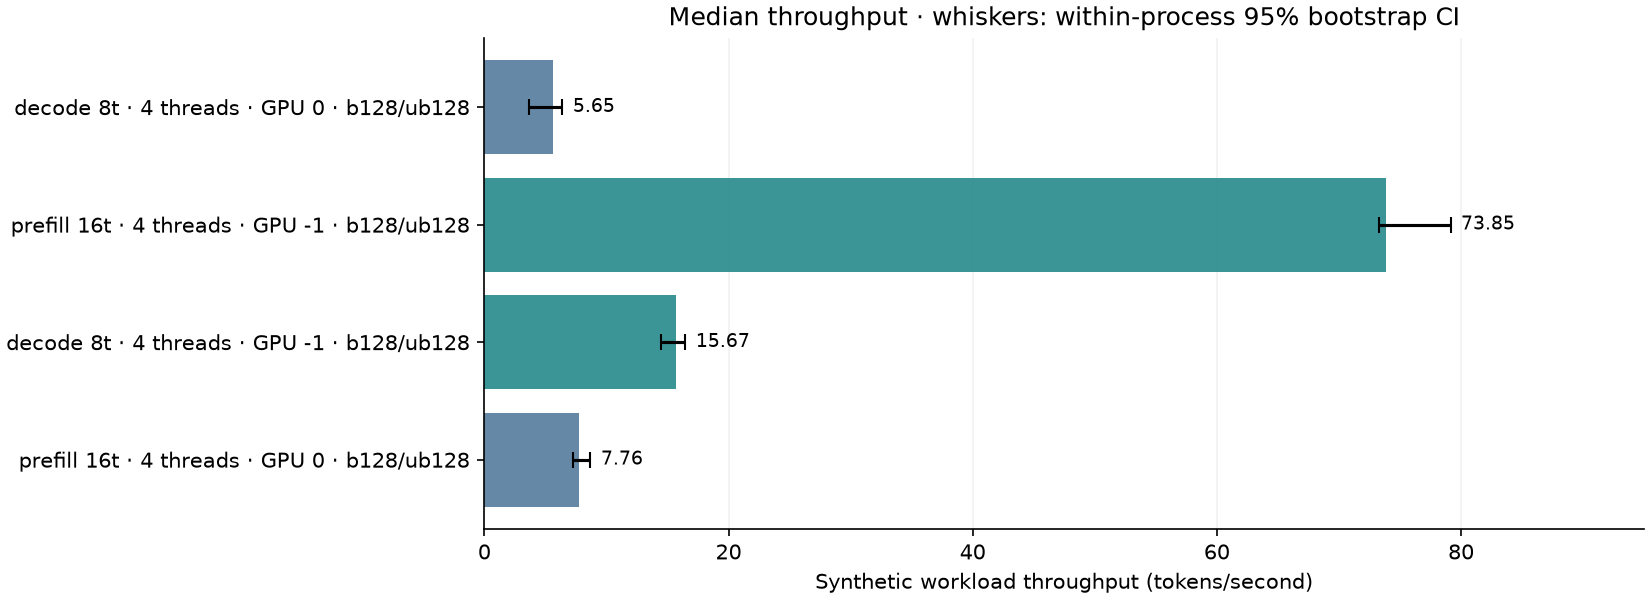 Median throughput · whiskers: within-process 95% bootstrap CI
decode 8t · 4 threads · GPU 0 · b128/ub128
5.65
prefill 16t · 4 threads · GPU -1 · b128/ub128
73.85
decode 8t · 4 threads · GPU -1 · b128/ub128
15.67
prefill 16t · 4 threads · GPU 0 · b128/ub128
7.76
0 20 40 60 80
Synthetic workload throughput (tokens/second)